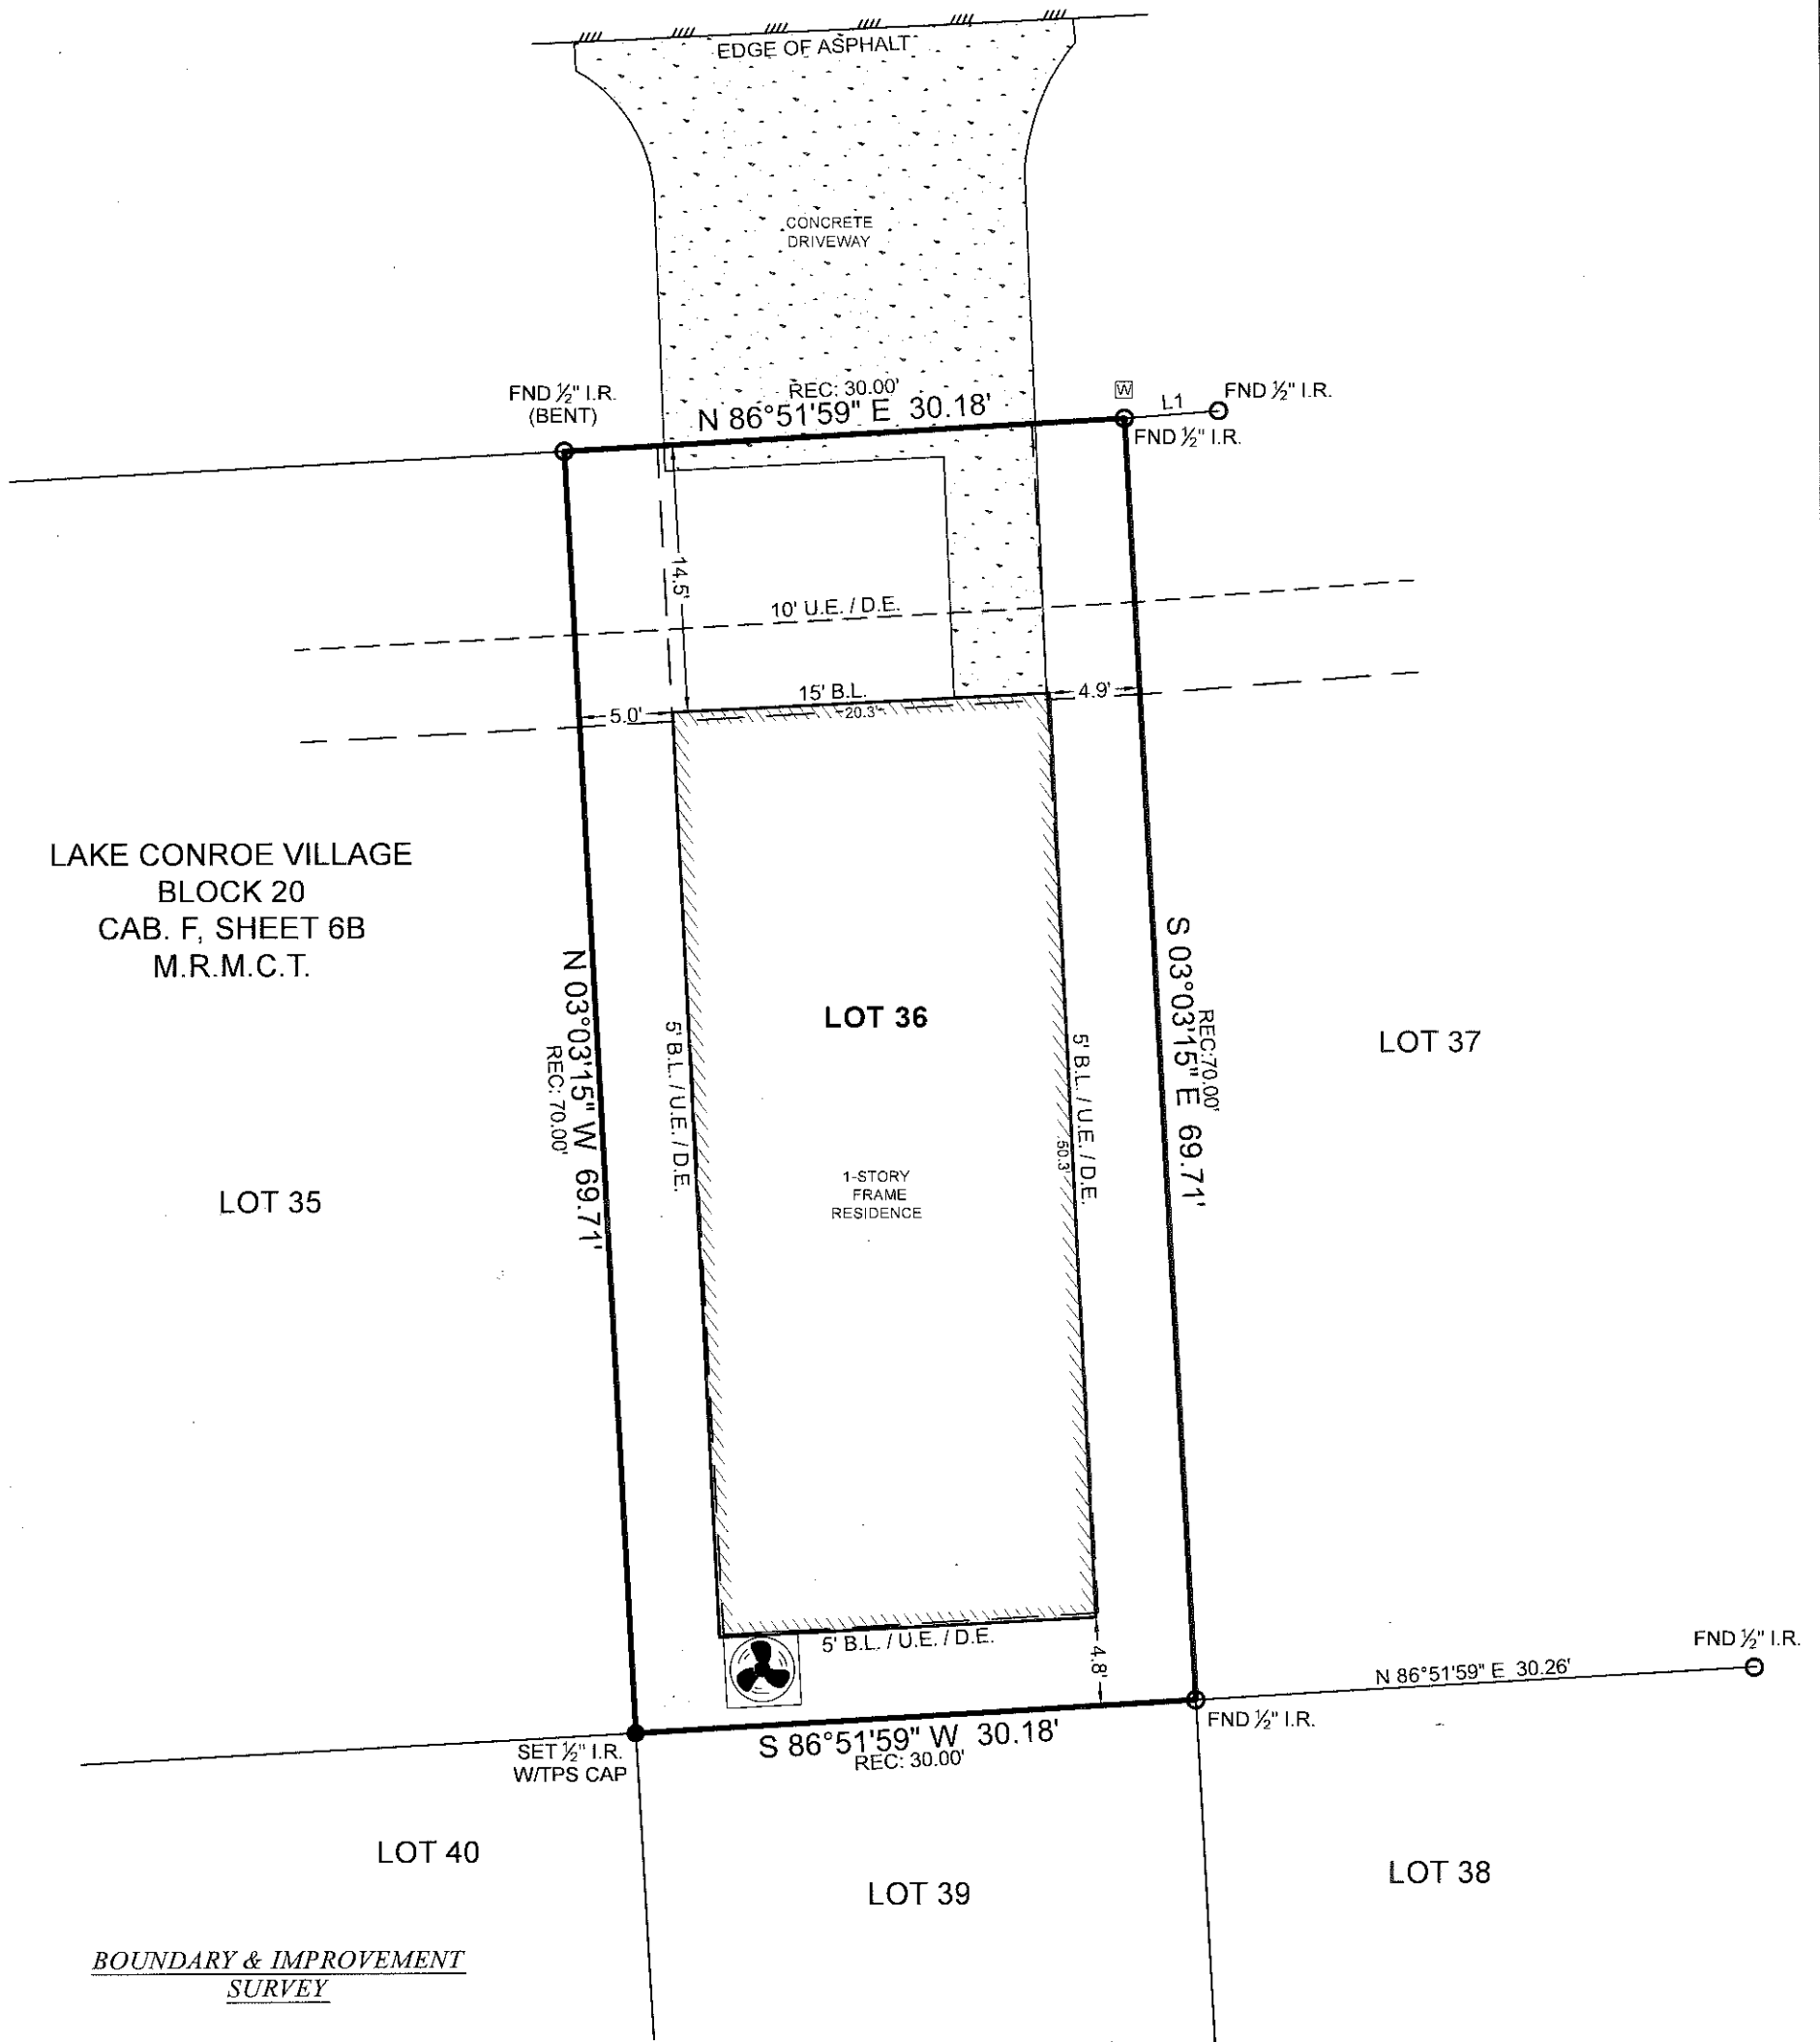 EDGE OF ASPHALT
CONCRETE
DRIVEWAY
FND ½" I.R.
(BENT)
REC: 30.00'
N 86°51'59" E 30.18'
W
L1
FND ½" I.R.
FND ½" I.R.
14.5'
10' U.E. / D.E.
15' B.L.
5.0'
20.3'
4.9'
LAKE CONROE VILLAGE
BLOCK 20
CAB. F, SHEET 6B
M.R.M.C.T.
N 03°03'15" W 69.71'
REC: 70.00'
5' B.L. / U.E. / D.E.
LOT 36
5' B.L. / U.E. / D.E.
50.3'
S 03°03'15" E 69.71'
REC:70.00'
LOT 37
LOT 35
1-STORY
FRAME
RESIDENCE
5' B.L. / U.E. / D.E.
4.8'
FND ½" I.R.
N 86°51'59" E 30.26'
FND ½" I.R.
S 86°51'59" W 30.18'
REC: 30.00'
SET ½" I.R.
W/TPS CAP
LOT 40
LOT 39
LOT 38
BOUNDARY & IMPROVEMENT
SURVEY